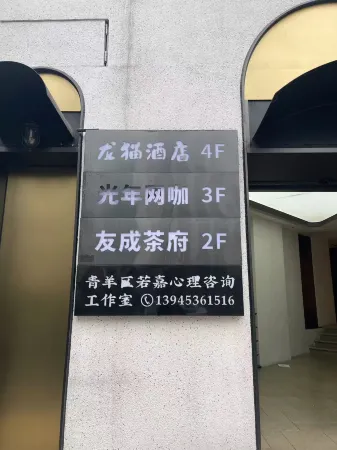 龙猫酒店 4F
光年网咖 3F
友成茶府 2F
青羊区若嘉心理咨询
工作室 13945361516